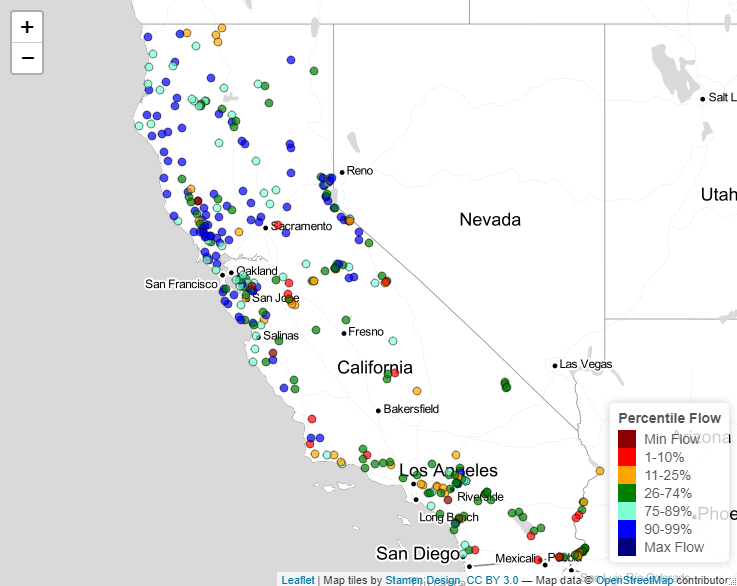 +
−
Salt L
Reno
Utah
Nevada
Sacramento
Oakland
San Francisco
San Jose
Salinas
Fresno
Las Vegas
California
Bakersfield
Percentile Flow
Min Flow
1-10%
11-25%
26-74%
75-89%
90-99%
Max Flow
Arizona
Phoe
Los Angeles
Riverside
Long Beach
San Diego
Mexicali
Leaflet | Map tiles by Stamen Design, CC BY 3.0 — Map data © OpenStreetMap contributor...